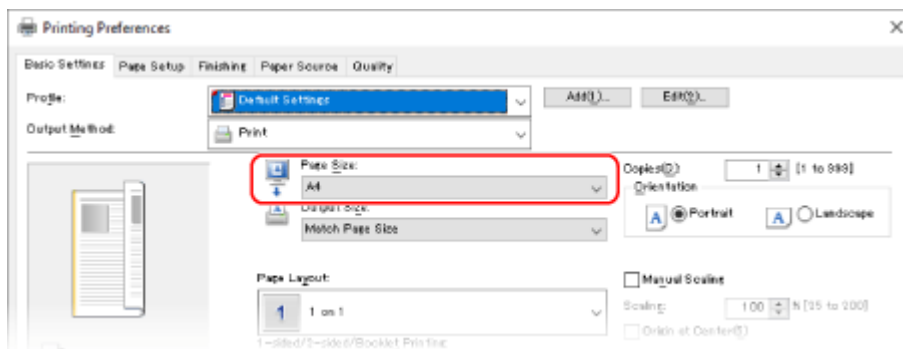 Printing Preferences
Basic Settings Page Setup Finishing Paper Source Quality
Profile: Default Settings Add(1)... Edit(2)...
Output Method: Print
Page Size: Copies(Q): 1 [1 to 999]
A4 Orientation
Output Size: Portrait Landscape
Match Page Size
Page Layout: Manual Scaling
1 1 on 1 Scaling: 100 % [25 to 200]
1-sided/2-sided/Booklet Printing: Origin at Center(5)